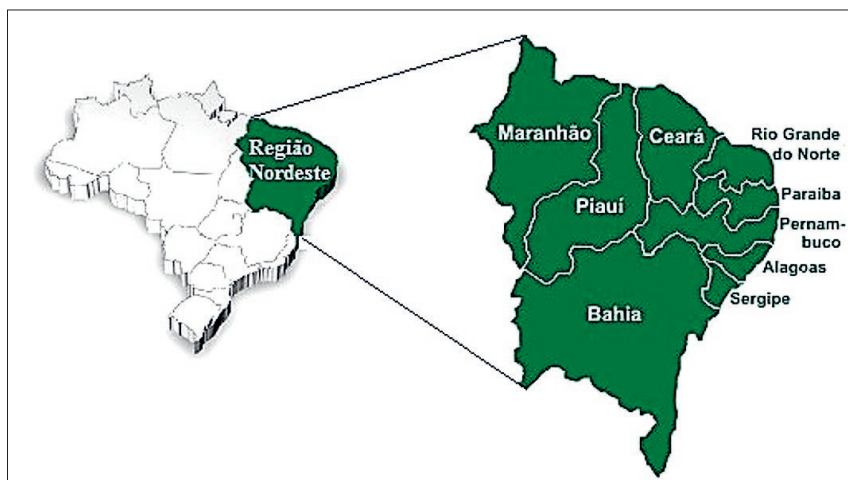 Região
Nordeste
Maranhão
Ceará
Piauí
Bahia
Rio Grande
do Norte
Paraiba
Pernam-
buco
Alagoas
Sergipe